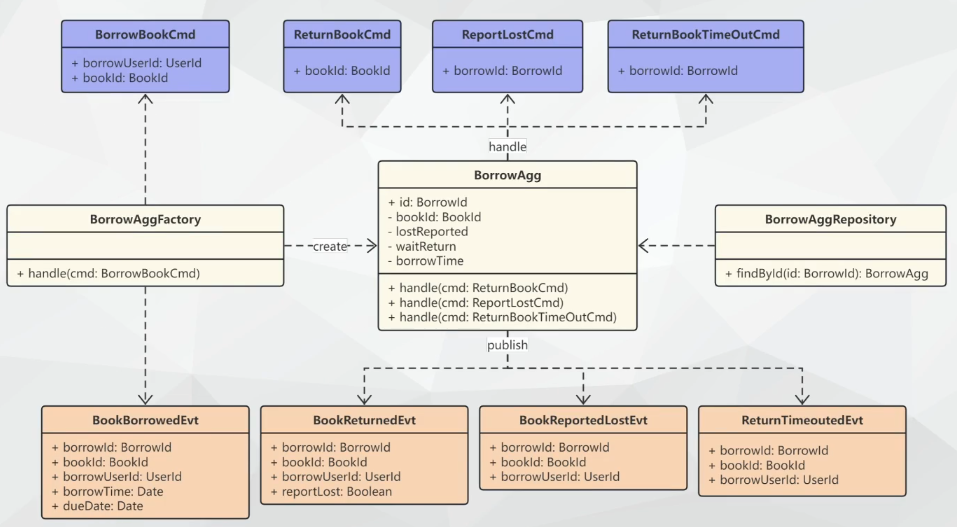 BorrowBookCmd
+ borrowUserId: UserId
+ bookId: BookId
ReturnBookCmd
+ bookId: BookId
ReportLostCmd
+ borrowId: BorrowId
ReturnBookTimeOutCmd
+ borrowId: BorrowId
handle
BorrowAggFactory
+ handle(cmd: BorrowBookCmd)
create
BorrowAgg
+ id: BorrowId
- bookId: BookId
- lostReported
- waitReturn
- borrowTime
+ handle(cmd: ReturnBookCmd)
+ handle(cmd: ReportLostCmd)
+ handle(cmd: ReturnBookTimeOutCmd)
BorrowAggRepository
+ findById(id: BorrowId): BorrowAgg
publish
BookBorrowedEvt
+ borrowId: BorrowId
+ bookId: BookId
+ borrowUserId: UserId
+ borrowTime: Date
+ dueDate: Date
BookReturnedEvt
+ borrowId: BorrowId
+ bookId: BookId
+ borrowUserId: UserId
+ reportLost: Boolean
BookReportedLostEvt
+ borrowId: BorrowId
+ bookId: BookId
+ borrowUserId: UserId
ReturnTimeoutedEvt
+ borrowId: BorrowId
+ bookId: BookId
+ borrowUserId: UserId